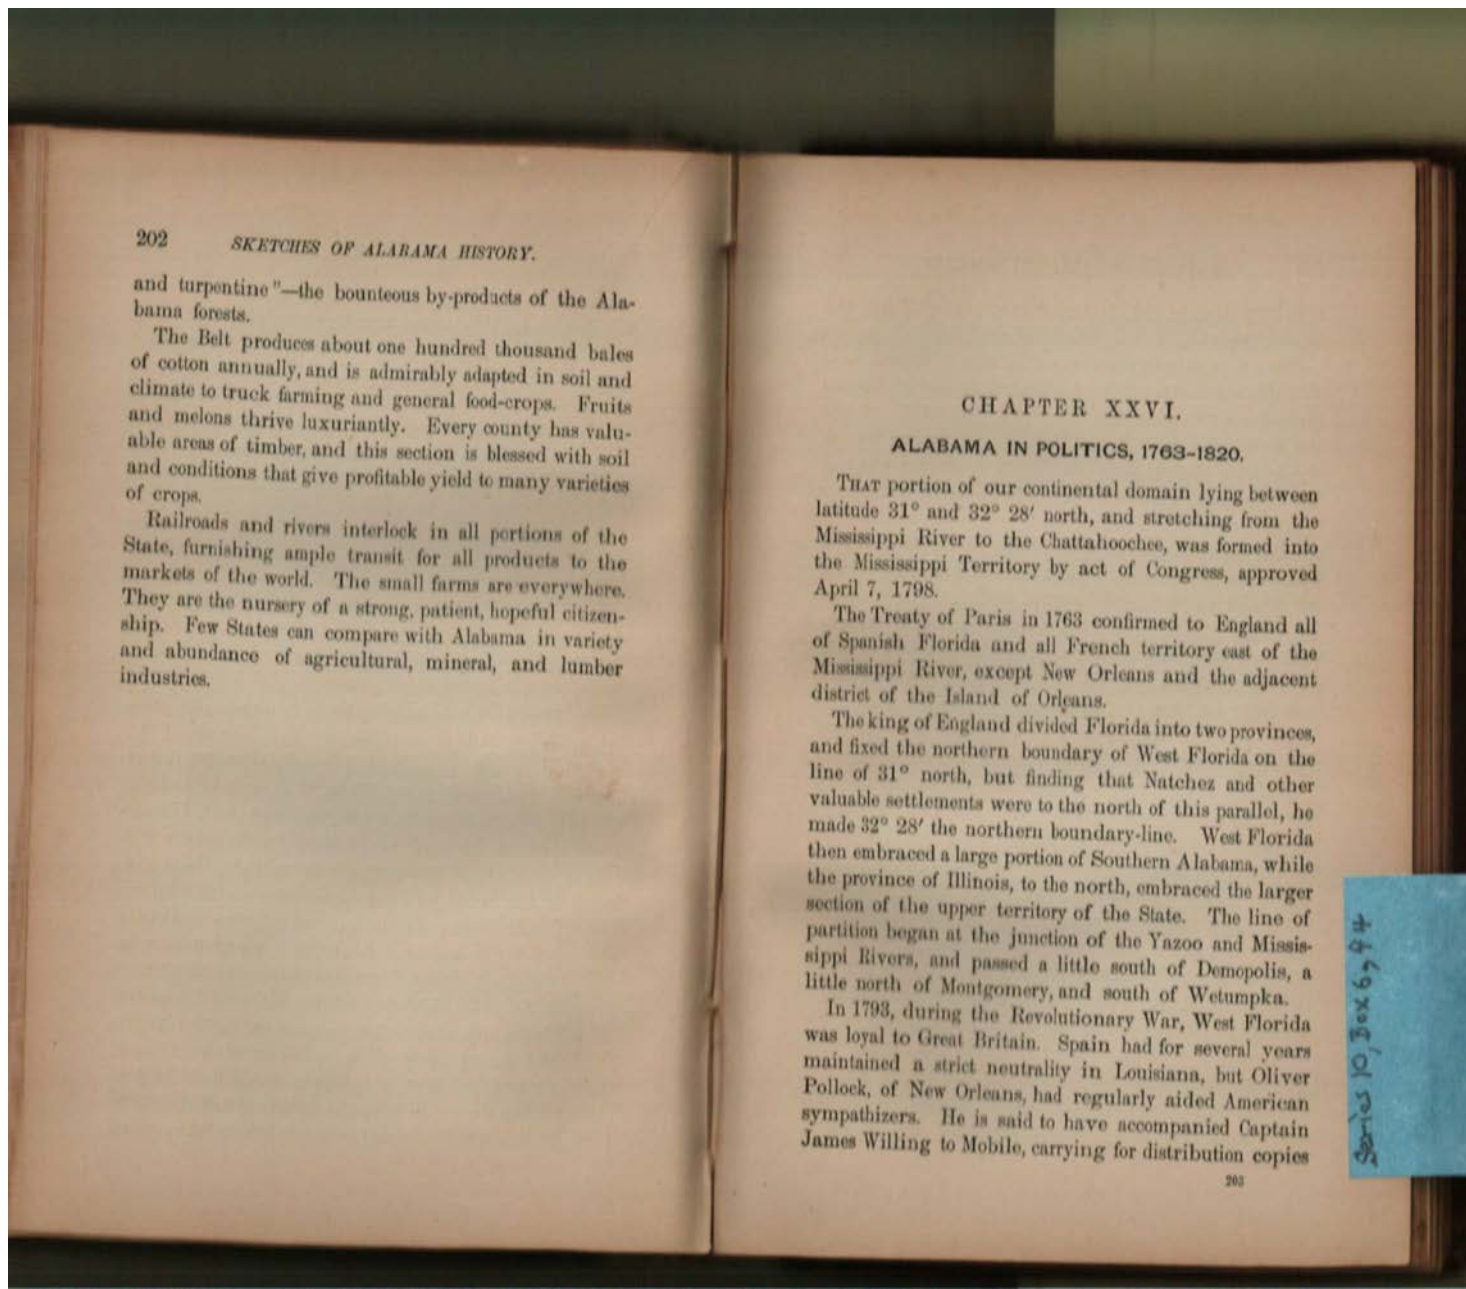 202 SKETCHES OF ALABAMA HISTORY.
and turpentine"—the bounteous by-products of the Ala-
bama forests.
The Belt produces about one hundred thousand bales
of cotton annually, and is admirably adapted in soil and
climate to truck farming and general food-crops. Fruits
and melons thrive luxuriantly. Every county has valu-
able areas of timber, and this section is blessed with soil
and conditions that give profitable yield to many varieties
of crops.
Railroads and rivers interlock in all portions of the
State, furnishing ample transit for all products to the
markets of the world. The small farms are everywhere.
They are the nursery of a strong, patient, hopeful citizen-
ship. Few States can compare with Alabama in variety
and abundance of agricultural, mineral, and lumber
industries.
CHAPTER XXVI.
ALABAMA IN POLITICS, 1763-1820.
THAT portion of our continental domain lying between
latitude 31° and 32° 28′ north, and stretching from the
Mississippi River to the Chattahoochee, was formed into
the Mississippi Territory by act of Congress, approved
April 7, 1798.
The Treaty of Paris in 1763 confirmed to England all
of Spanish Florida and all French territory east of the
Mississippi River, except New Orleans and the adjacent
district of the Island of Orleans.
The king of England divided Florida into two provinces,
and fixed the northern boundary of West Florida on the
line of 31° north, but finding that Natchez and other
valuable settlements were to the north of this parallel, he
made 32° 28′ the northern boundary-line. West Florida
then embraced a large portion of Southern Alabama, while
the province of Illinois, to the north, embraced the larger
section of the upper territory of the State. The line of
partition began at the junction of the Yazoo and Missis-
sippi Rivers, and passed a little south of Demopolis, a
little north of Montgomery, and south of Wetumpka.
In 1793, during the Revolutionary War, West Florida
was loyal to Great Britain. Spain had for several years
maintained a strict neutrality in Louisiana, but Oliver
Pollock, of New Orleans, had regularly aided American
sympathizers. He is said to have accompanied Captain
James Willing to Mobile, carrying for distribution copies
203
Series 10, Box 6, 44